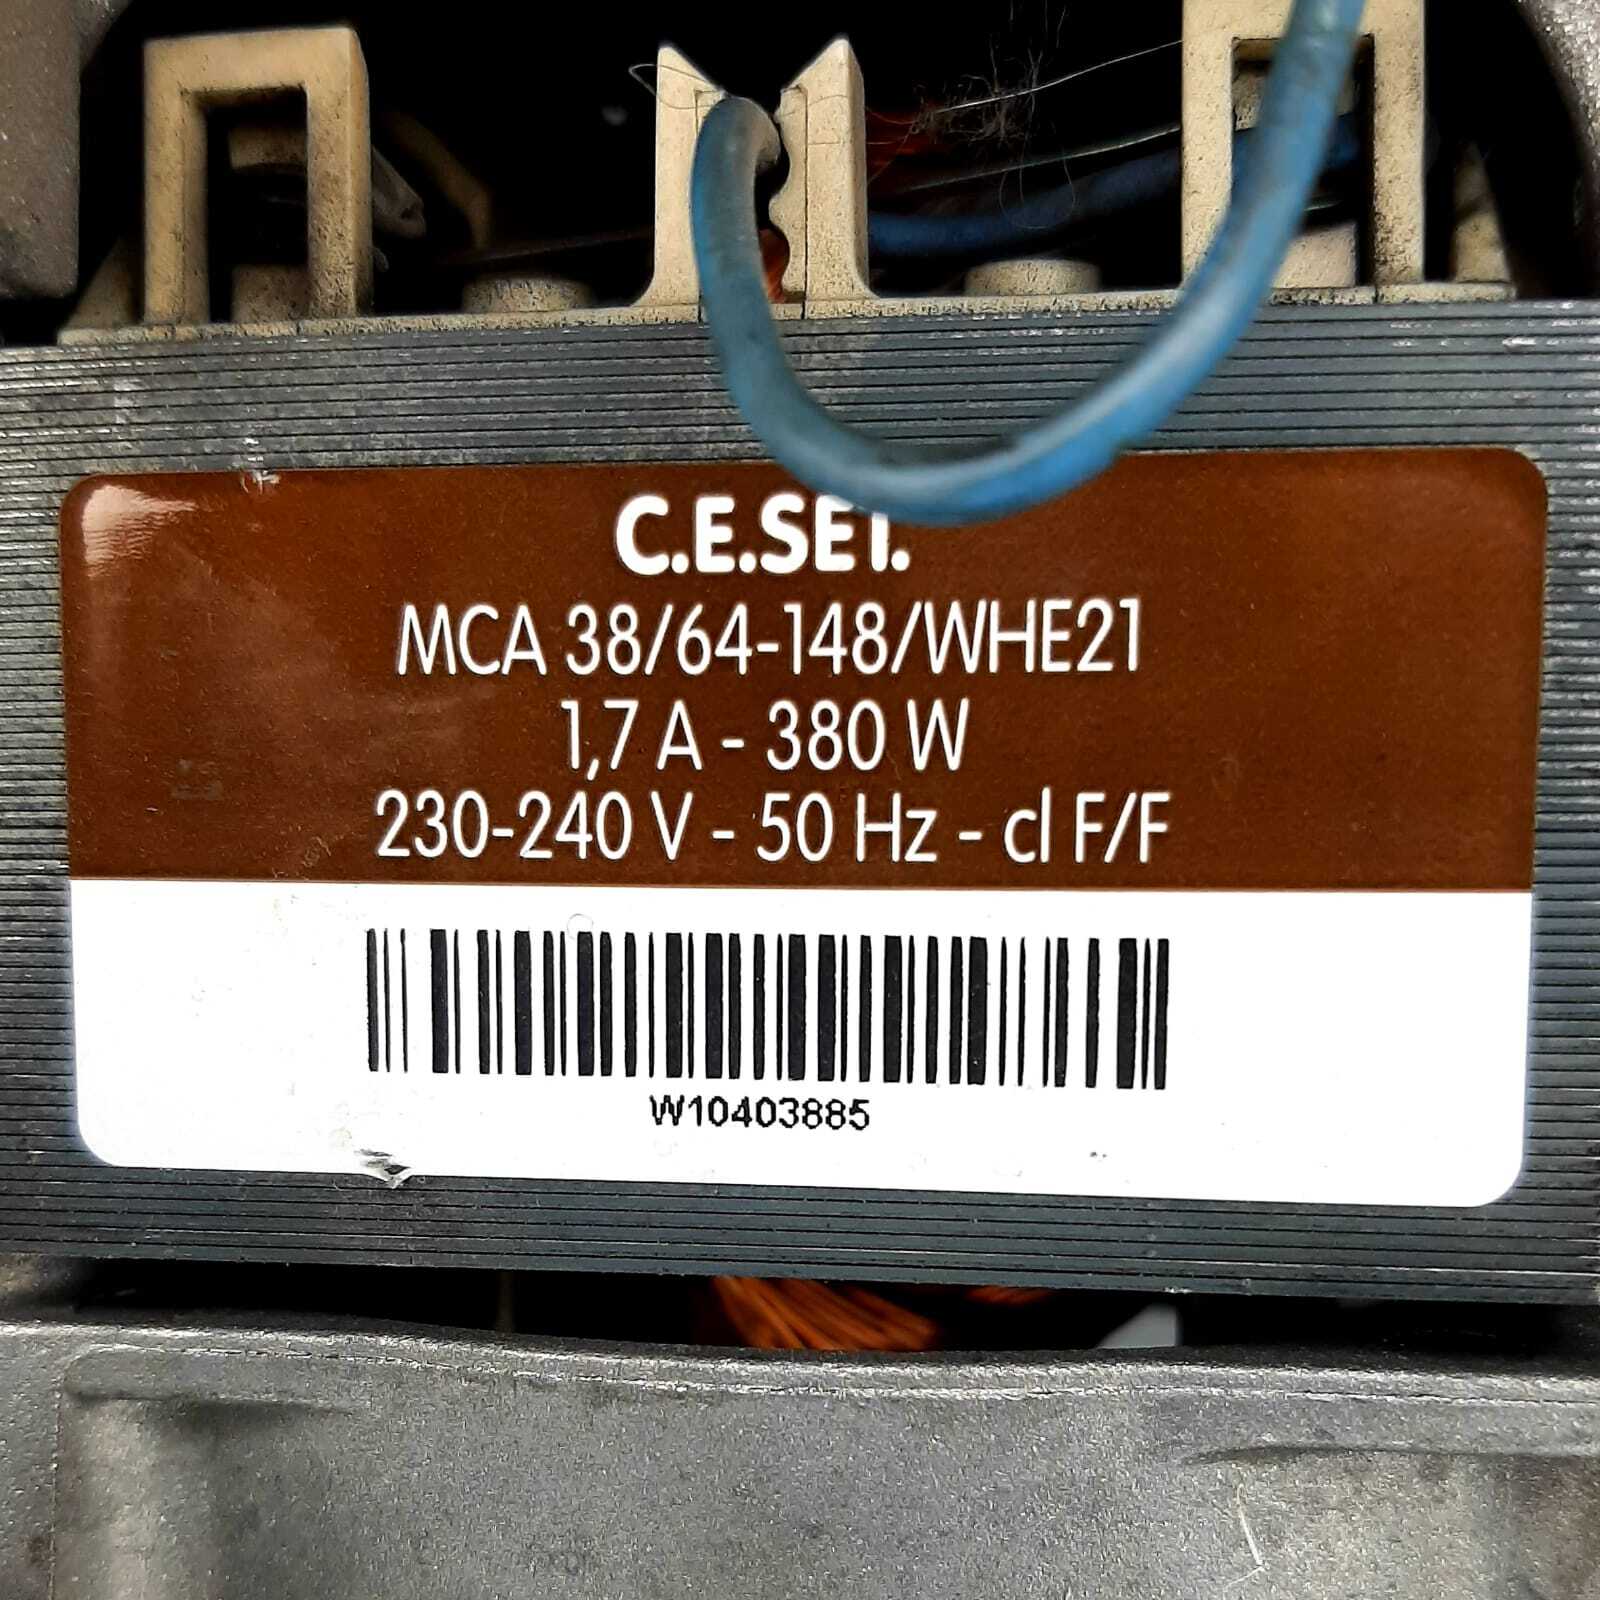 C.E.SET.
MCA 38/64-148/WHE21
1,7 A - 380 W
230-240 V - 50 Hz - cl F/F
W10403885